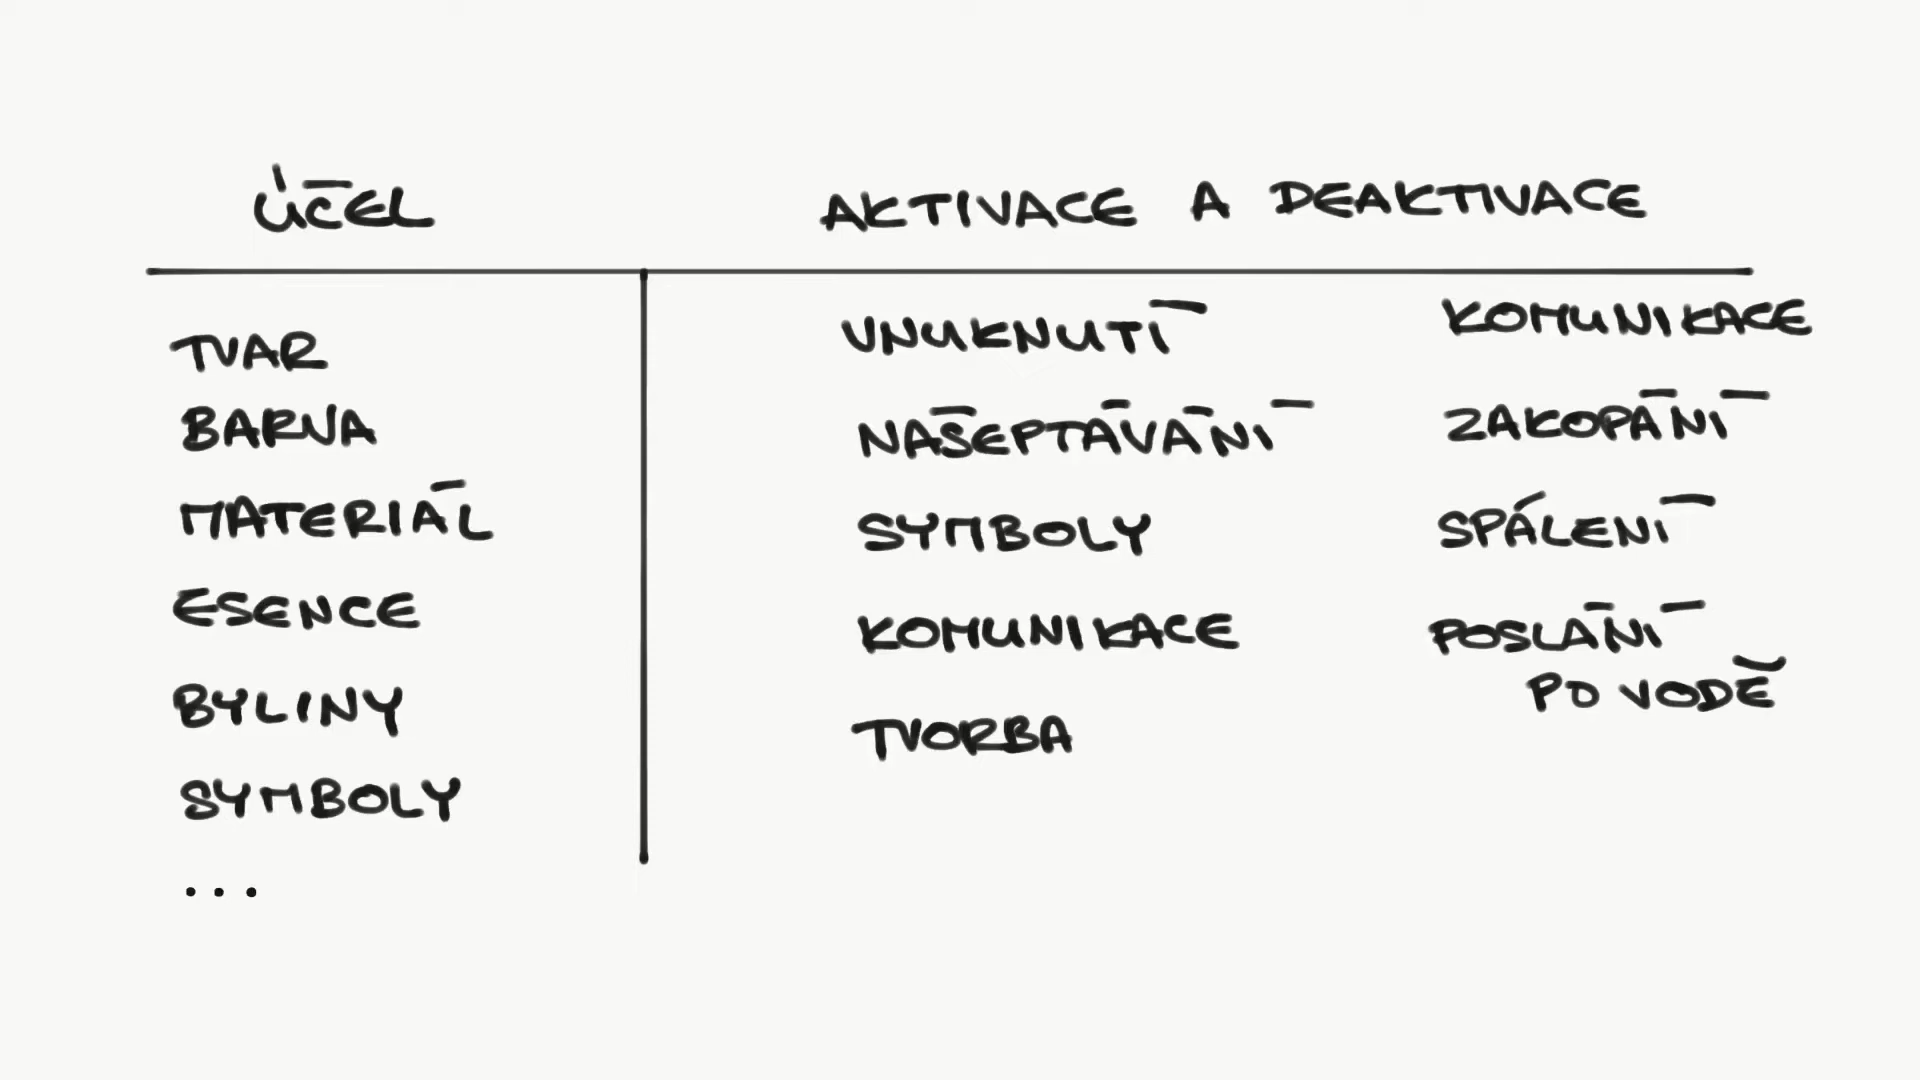 ÚČEL
AKTIVACE A DEAKTIVACE
TVAR
BARVA
MATERIÁL
ESENCE
BYLINY
SYMBOLY
...
VNUKNUTÍ
NAŠEPTÁVÁNÍ
SYMBOLY
KOMUNIKACE
TVORBA
KOMUNIKACE
ZAKOPÁNÍ
SPÁLENÍ
POSLÁNÍ
PO VODĚ